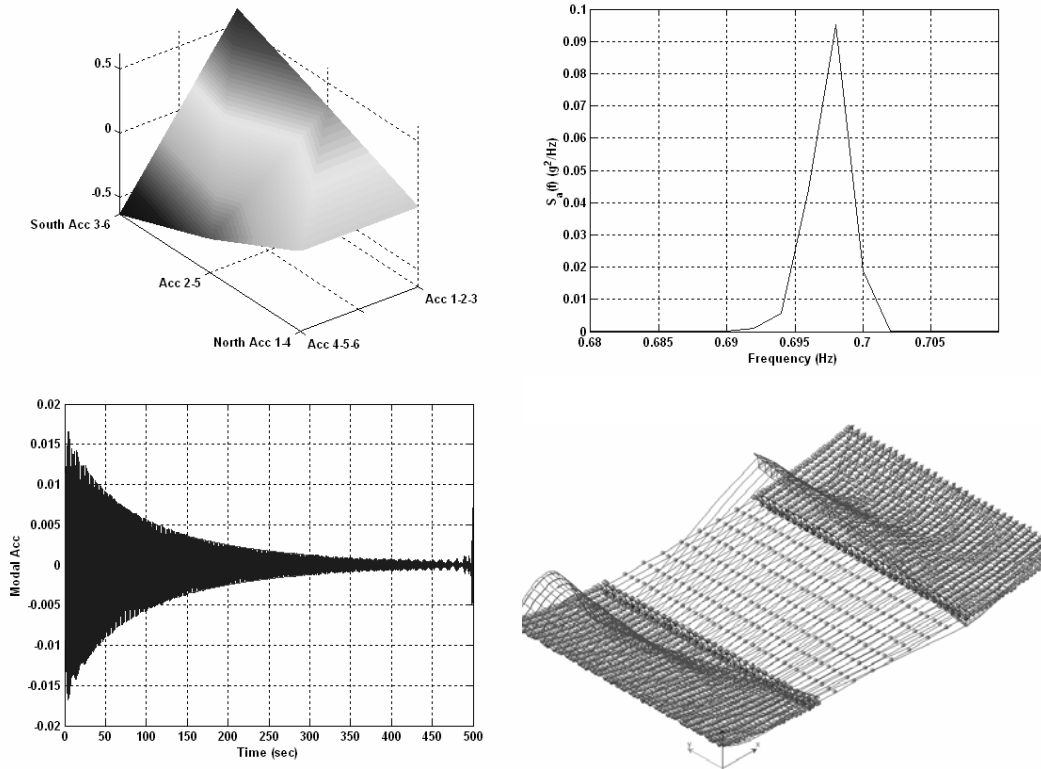 0.5
0
-0.5
South Acc 3-6
Acc 2-5
North Acc 1-4
Acc 4-5-6
Acc 1-2-3
0.1
0.09
0.08
0.07
0.06
0.05
0.04
0.03
0.02
0.01
0
S_a(f) (g²/Hz)
0.68 0.685 0.69 0.695 0.7 0.705
Frequency (Hz)
0.02
0.015
0.01
0.005
0
-0.005
-0.01
-0.015
-0.02
Modal Acc
0 50 100 150 200 250 300 350 400 450 500
Time (sec)
Y X